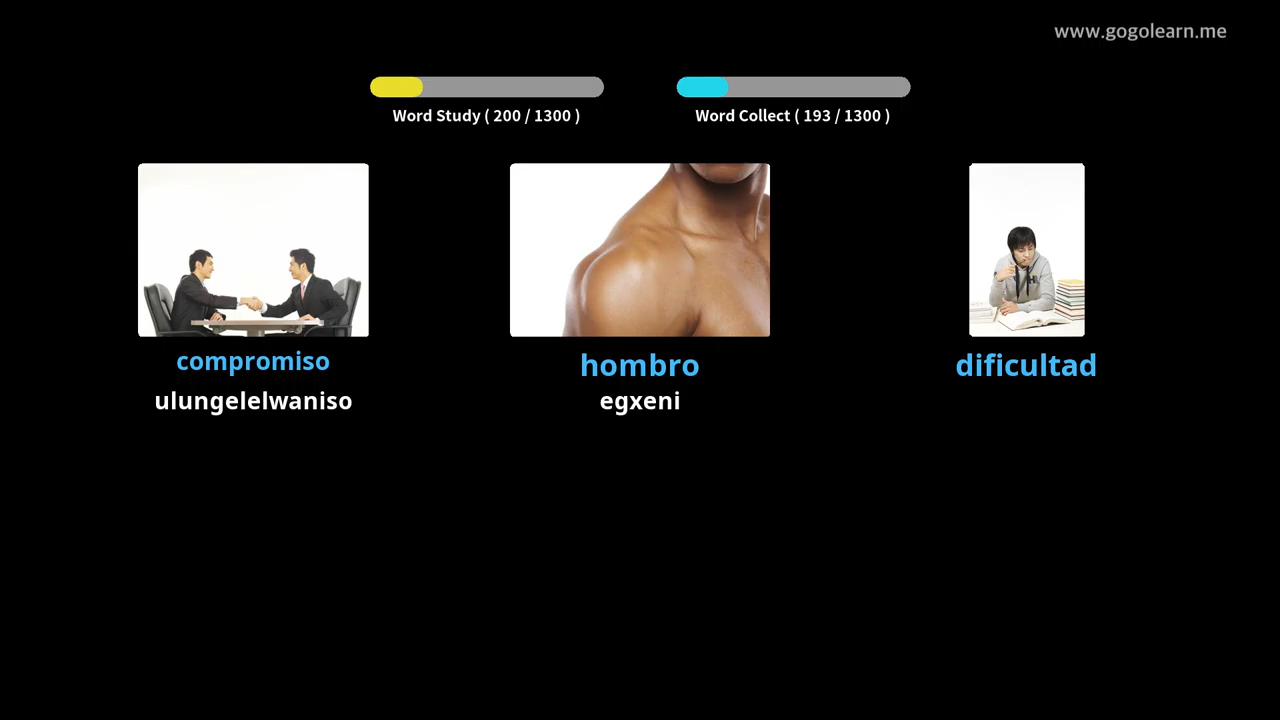 www.gogolearn.me
Word Study ( 200 / 1300 )
Word Collect ( 193 / 1300 )
compromiso
hombro
dificultad
ulungelelwaniso
egxeni